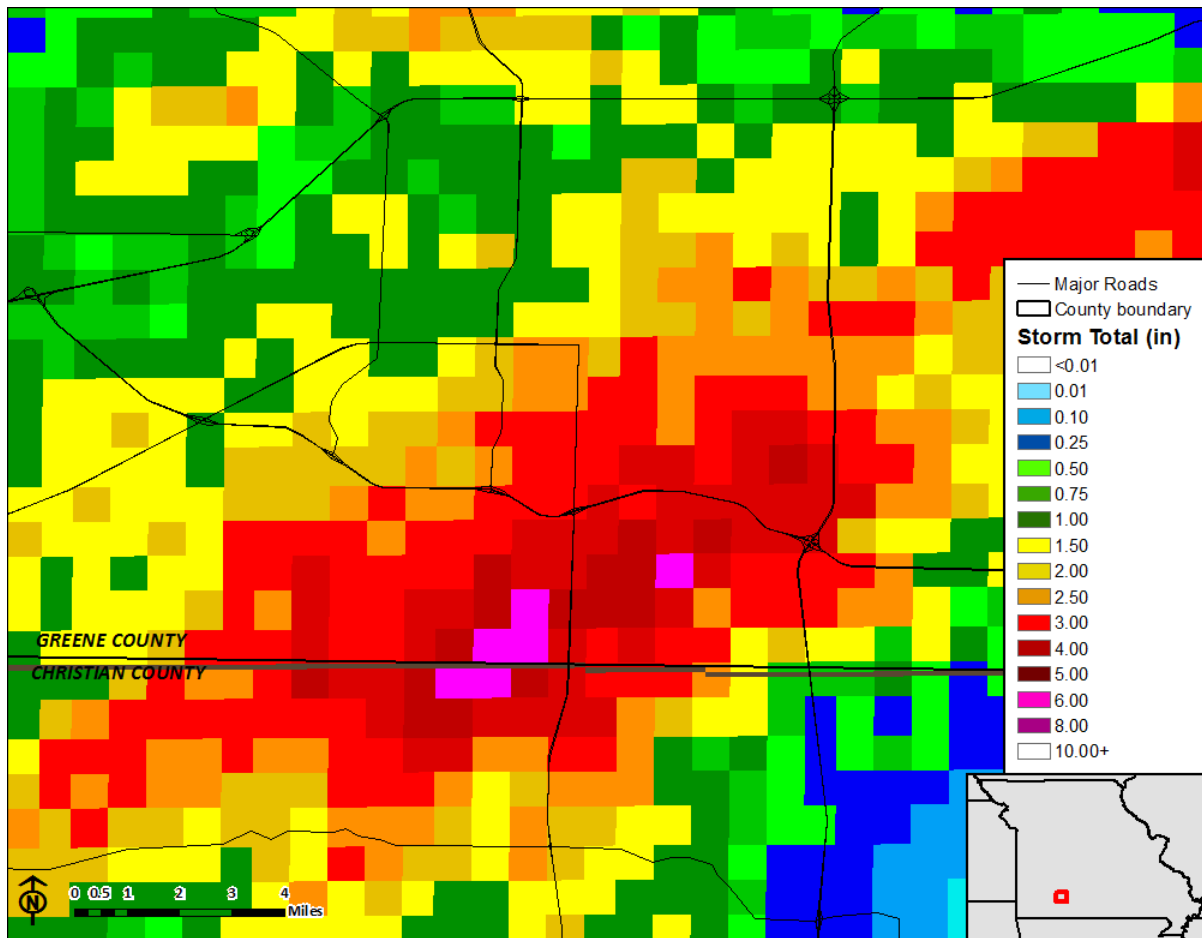 Major Roads
County boundary
Storm Total (in)
<0.01
0.01
0.10
0.25
0.50
0.75
1.00
1.50
2.00
2.50
3.00
4.00
5.00
6.00
8.00
10.00+
GREENE COUNTY
CHRISTIAN COUNTY
N
0 0.5 1 2 3 4
Miles